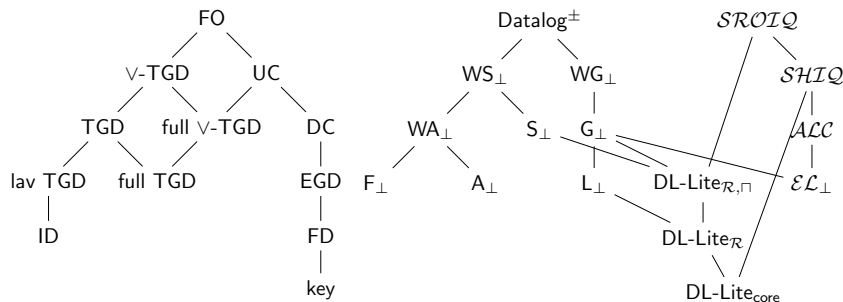 FO Datalog± SROIQ
∨-TGD UC WS⊥ WG⊥ SHIQ
TGD full ∨-TGD DC WA⊥ S⊥ G⊥ ALC
lav TGD full TGD EGD F⊥ A⊥ L⊥ DL-LiteR,⊓ EL⊥
ID FD DL-LiteR
key DL-Litecore